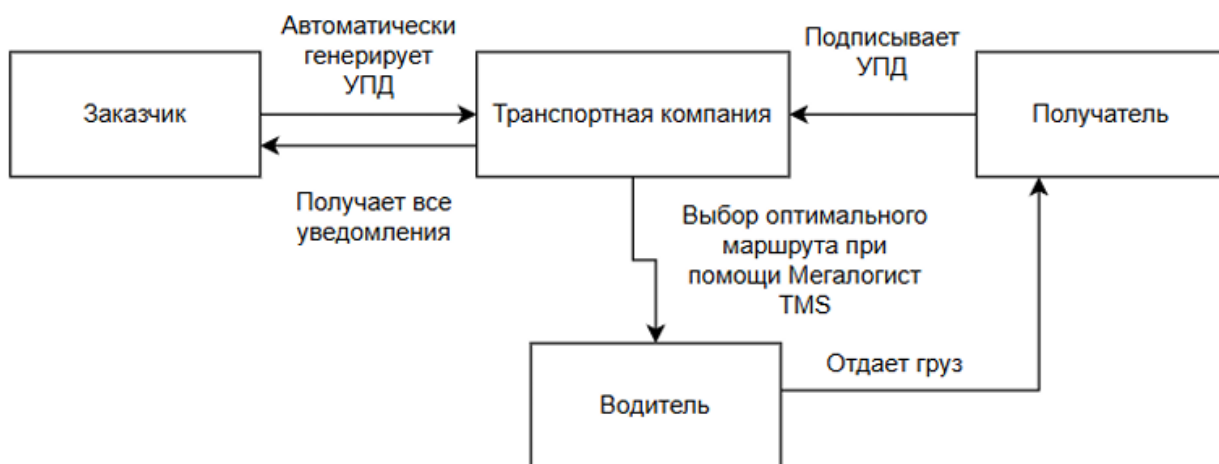 Автоматически
генерирует
УПД
Подписывает
УПД
Заказчик
Транспортная компания
Получатель
Получает все
уведомления
Выбор оптимального
маршрута при
помощи Мегалогист
TMS
Отдает груз
Водитель